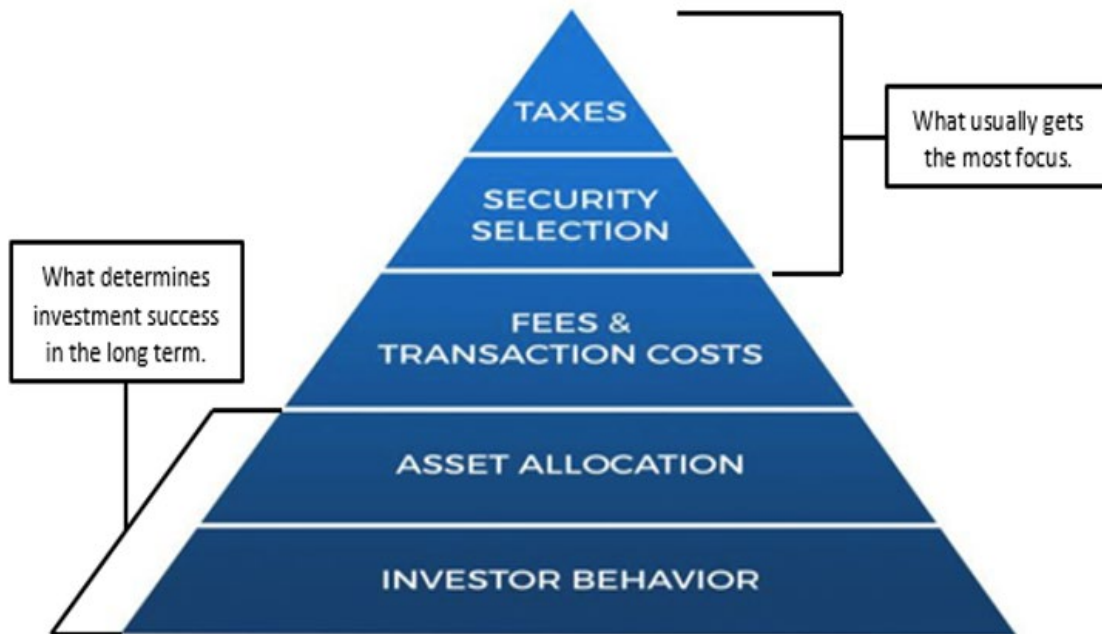 TAXES
What usually gets
the most focus.
SECURITY
SELECTION
What determines
investment success
in the long term.
FEES &
TRANSACTION COSTS
ASSET ALLOCATION
INVESTOR BEHAVIOR